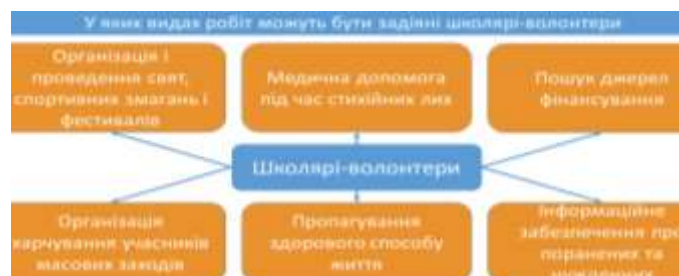 У яких видах робіт можуть бути задіяні школярі-волонтери
Організація і
проведення свят,
спортивних змагань і
фестивалів
Медична допомога
під час стихійних лих
Пошук джерел
фінансування
Школярі-волонтери
Організація
харчування учасників
масових заходів
Пропагування
здорового способу
життя
Інформаційне
забезпечення про
поранених та